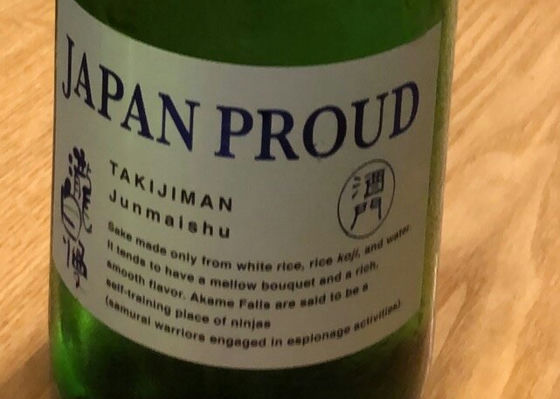 JAPAN PROUD
TAKIJIMAN
Junmaishu
酒門
Sake made only from white rice, rice koji, and water.
It tends to have a mellow bouquet and a rich,
smooth flavor. Akame Falls are said to be a
self-training place of ninjas
(samurai warriors engaged in espionage activities).